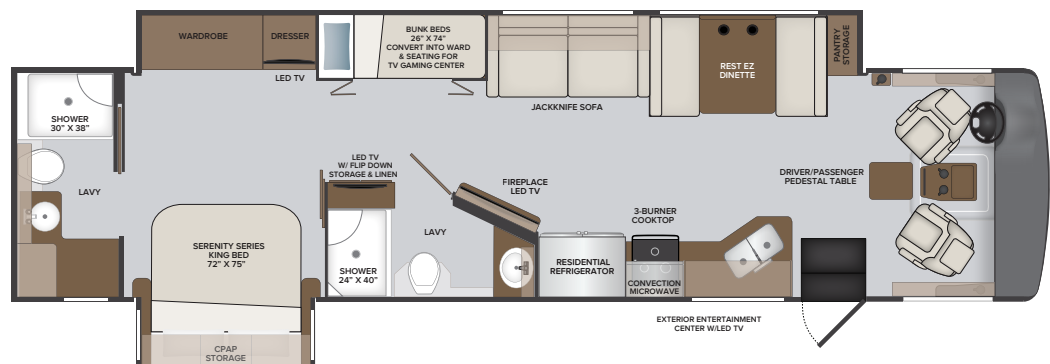 WARDROBE
DRESSER
LED TV
BUNK BEDS
26" X 74"
CONVERT INTO WARD
& SEATING FOR
TV GAMING CENTER
JACKKNIFE SOFA
REST EZ
DINETTE
PANTRY
STORAGE
SHOWER
30" X 38"
LAVY
LED TV
W/ FLIP DOWN
STORAGE & LINEN
FIREPLACE
LED TV
DRIVER/PASSENGER
PEDESTAL TABLE
SERENITY SERIES
KING BED
72" X 75"
SHOWER
24" X 40"
LAVY
3-BURNER
COOKTOP
RESIDENTIAL
REFRIGERATOR
CONVECTION
MICROWAVE
EXTERIOR ENTERTAINMENT
CENTER W/LED TV
CPAP
STORAGE